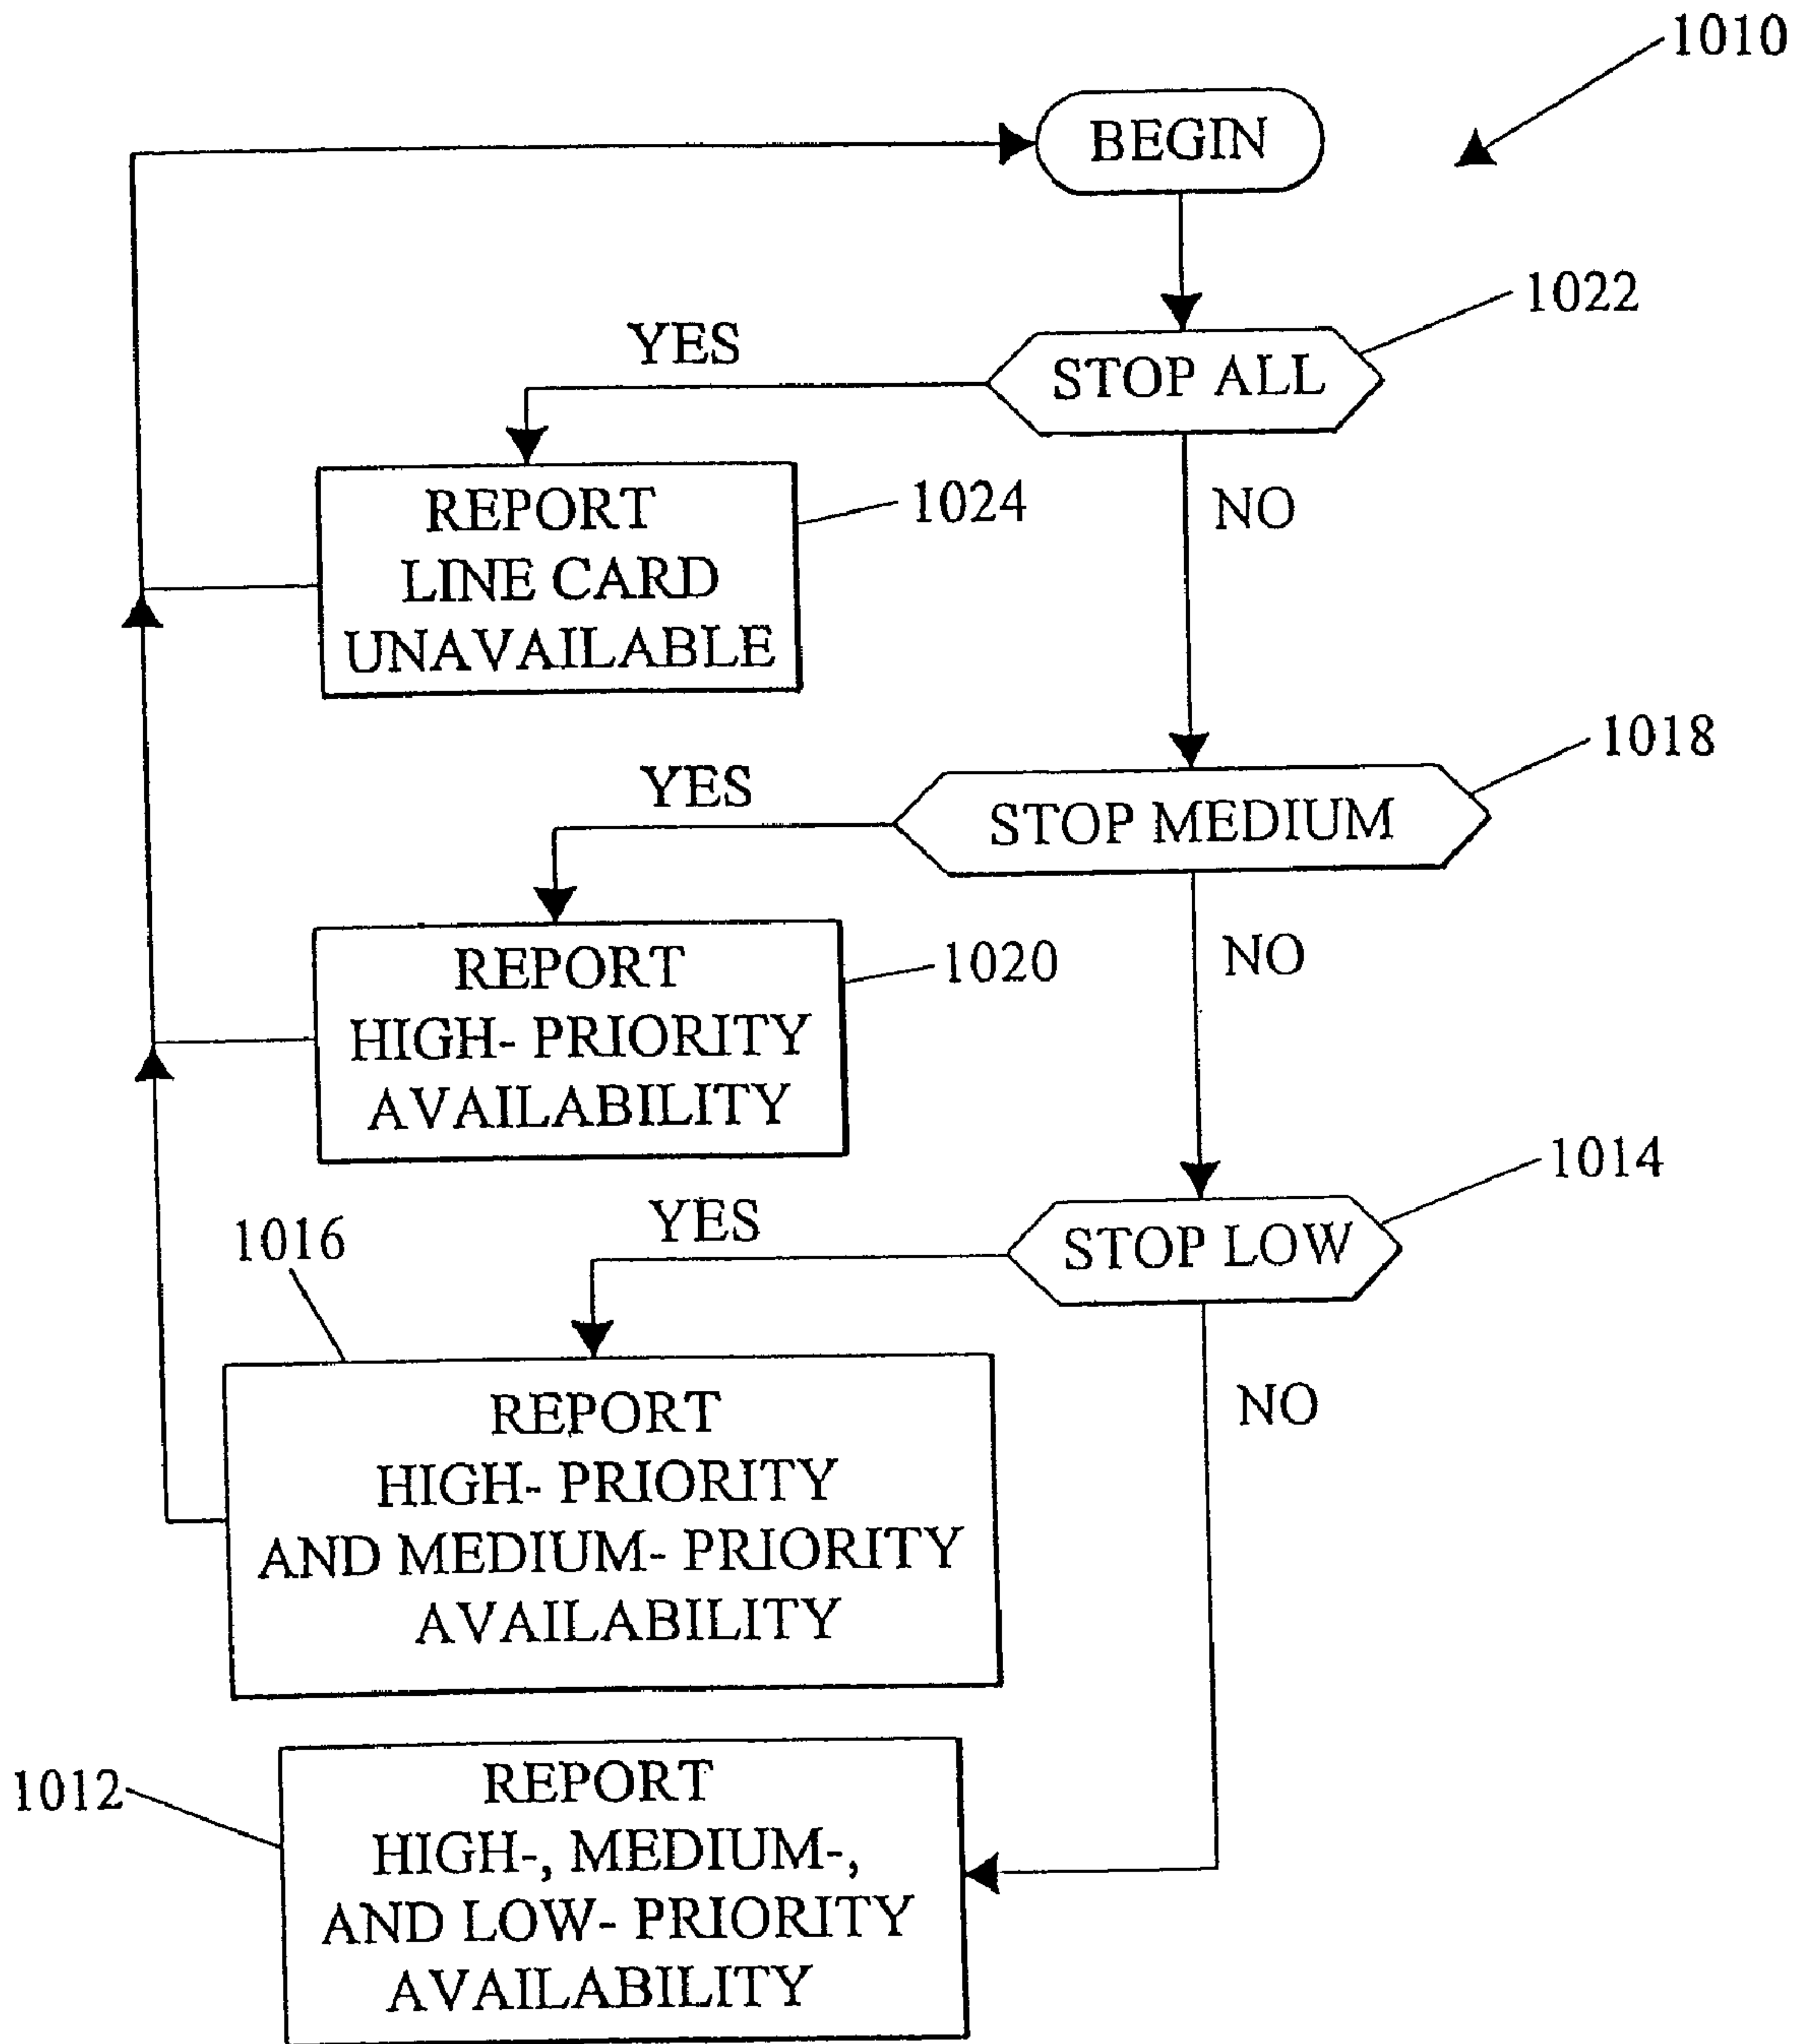 1010
BEGIN
1022
YES
STOP ALL
REPORT
LINE CARD
UNAVAILABLE
1024
NO
1018
YES
STOP MEDIUM
REPORT
HIGH- PRIORITY
AVAILABILITY
1020
NO
1014
YES
STOP LOW
1016
REPORT
HIGH- PRIORITY
AND MEDIUM- PRIORITY
AVAILABILITY
NO
1012
REPORT
HIGH-, MEDIUM-,
AND LOW- PRIORITY
AVAILABILITY